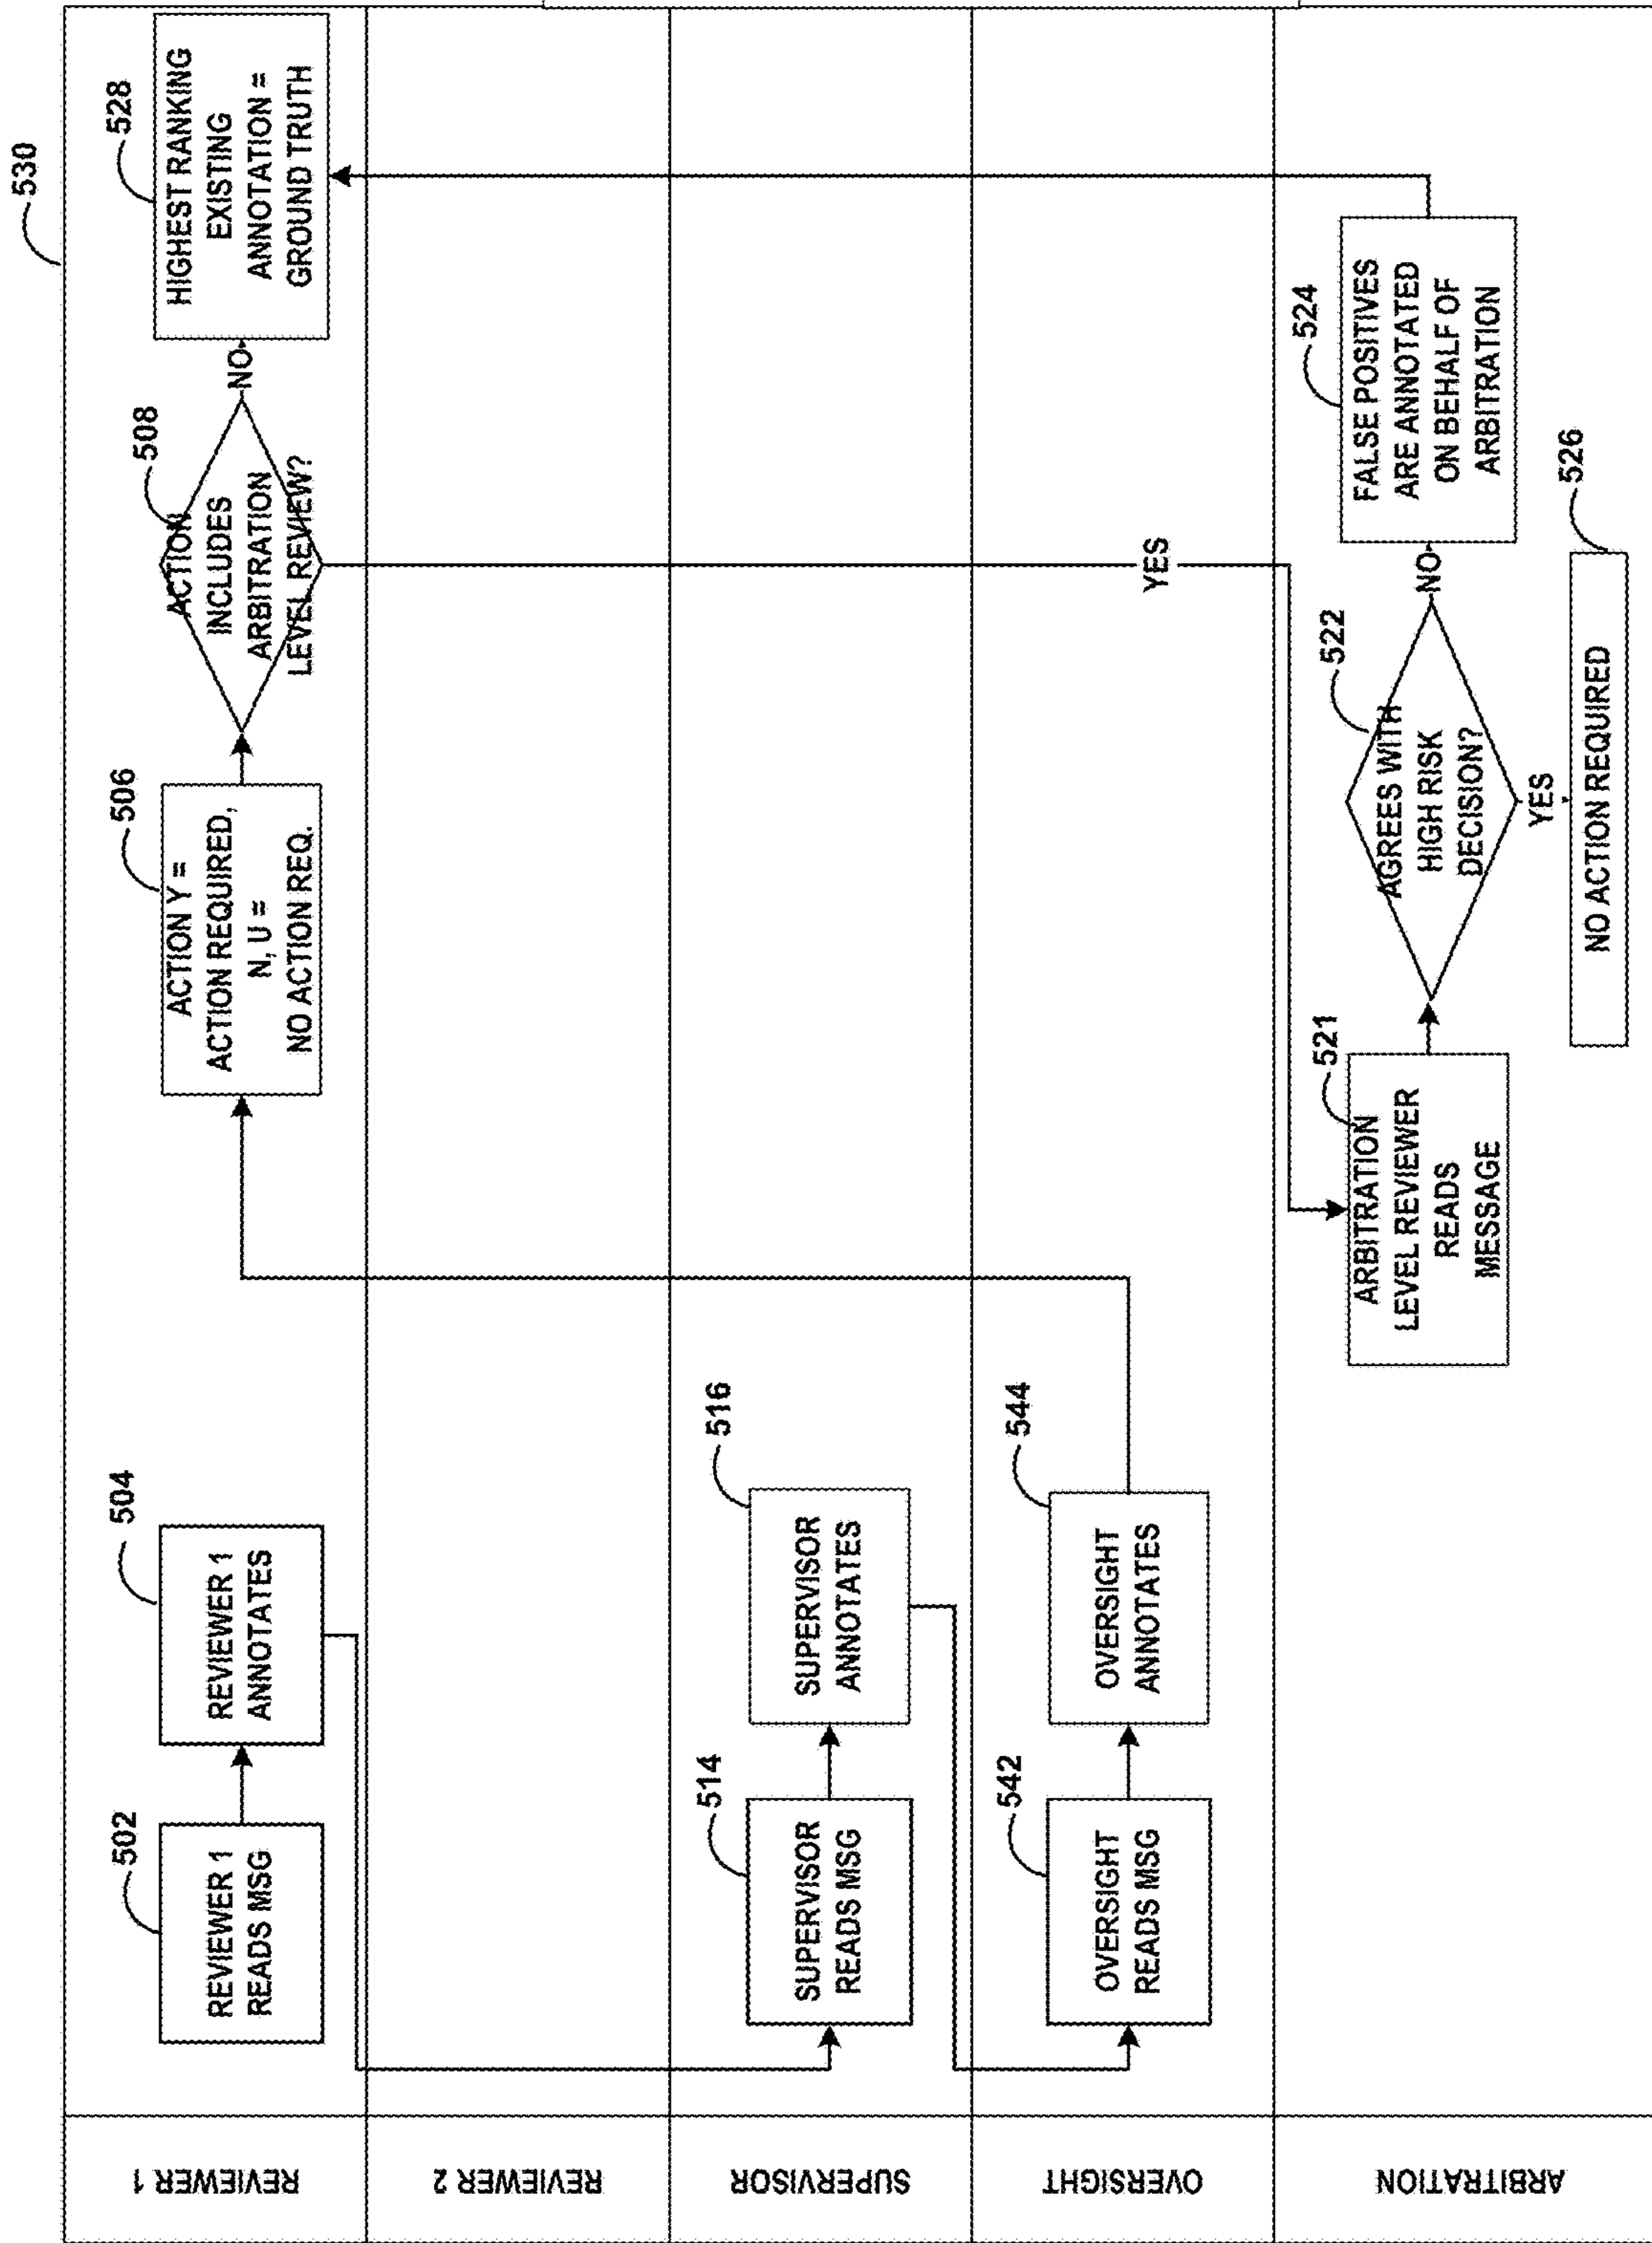 530
REVIEWER 1
502
REVIEWER 1
READS MSG
504
REVIEWER 1
ANNOTATES
506
ACTION Y =
ACTION REQUIRED,
N, U =
NO ACTION REQ.
508
ACTION
INCLUDES
ARBITRATION
LEVEL REVIEW?
NO
528
HIGHEST RANKING
EXISTING
ANNOTATION =
GROUND TRUTH
REVIEWER 2
SUPERVISOR
514
SUPERVISOR
READS MSG
516
SUPERVISOR
ANNOTATES
OVERSIGHT
542
OVERSIGHT
READS MSG
544
OVERSIGHT
ANNOTATES
YES
ARBITRATION
521
ARBITRATION
LEVEL REVIEWER
READS
MESSAGE
522
AGREES WITH
HIGH RISK
DECISION?
NO
524
FALSE POSITIVES
ARE ANNOTATED
ON BEHALF OF
ARBITRATION
YES
526
NO ACTION REQUIRED